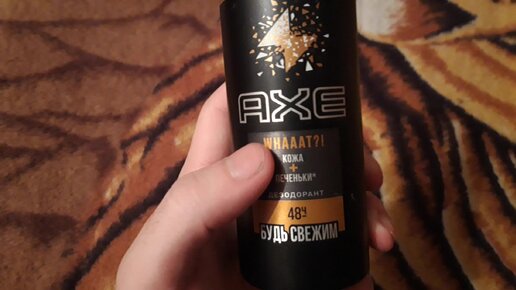 AXE
WHAAAT?!
КОЖА
+
ПЕЧЕНЬКИ*
ДЕЗОДОРАНТ
48Ч
БУДЬ СВЕЖИМ